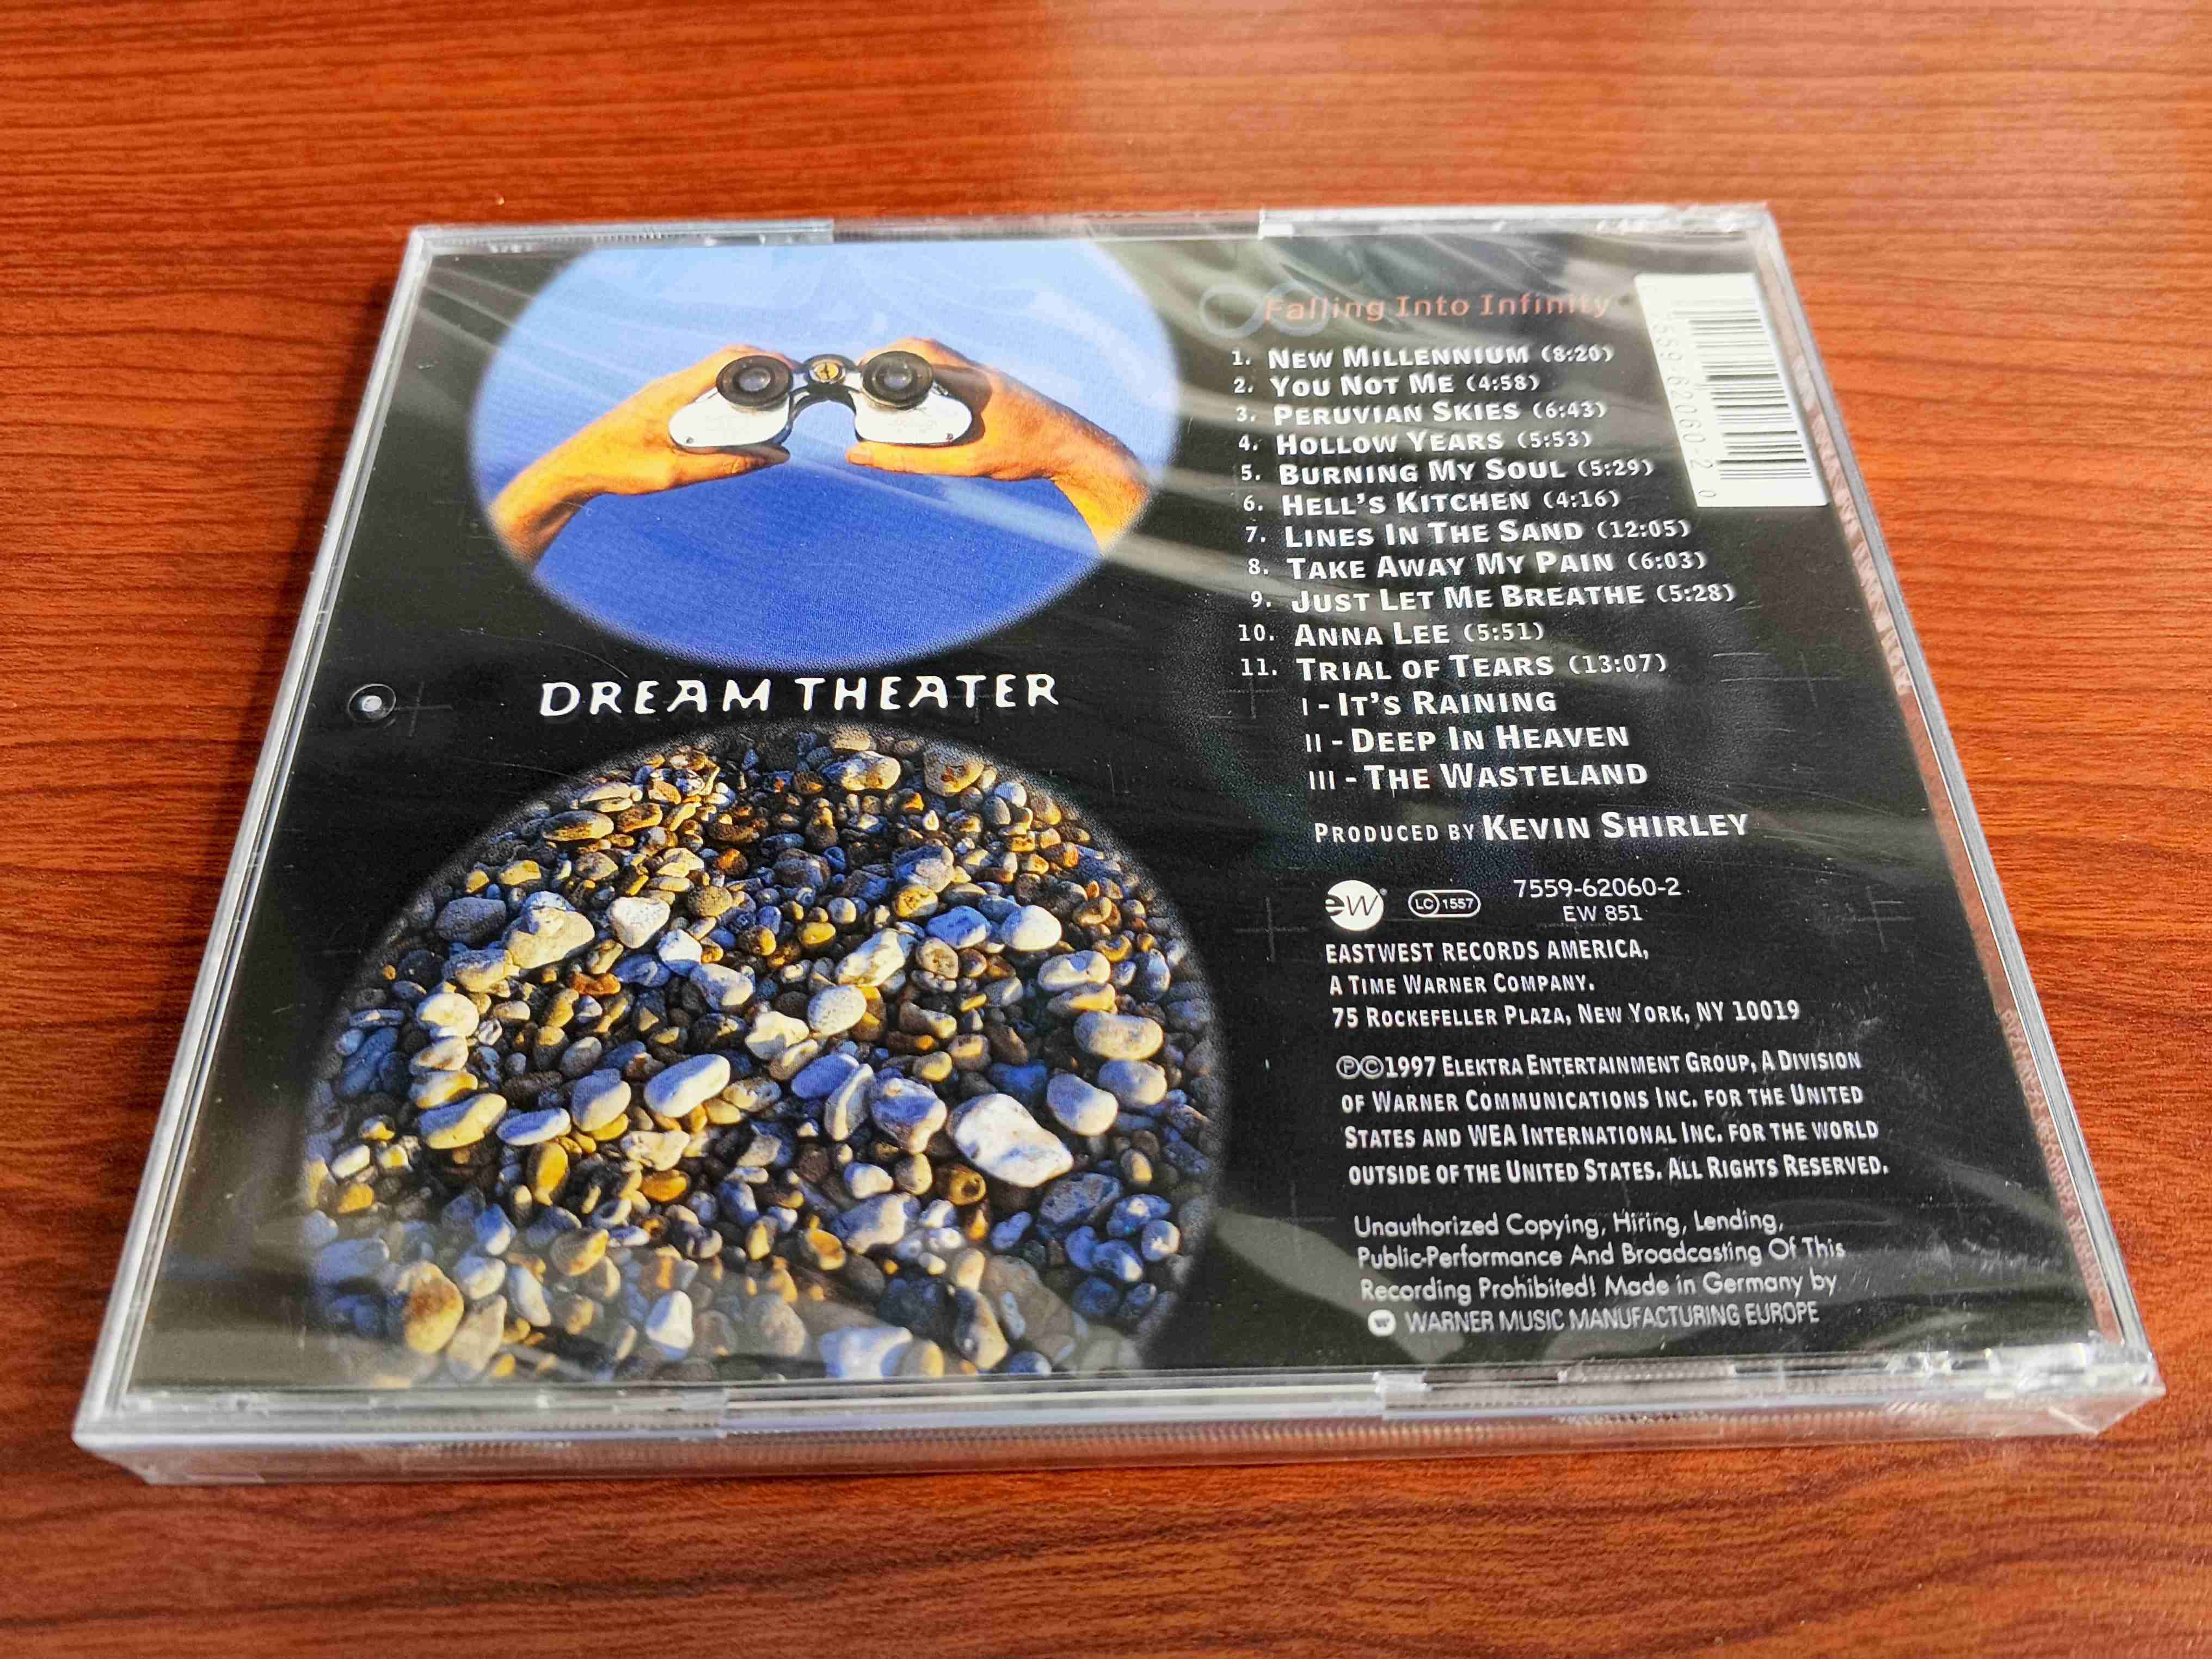 Falling Into Infinity
1. NEW MILLENNIUM (8:20)
2. YOU NOT ME (4:58)
3. PERUVIAN SKIES (6:43)
4. HOLLOW YEARS (5:53)
5. BURNING MY SOUL (5:29)
6. HELL'S KITCHEN (4:16)
7. LINES IN THE SAND (12:05)
8. TAKE AWAY MY PAIN (6:03)
9. JUST LET ME BREATHE (5:28)
10. ANNA LEE (5:51)
11. TRIAL OF TEARS (13:07)
I - IT'S RAINING
II - DEEP IN HEAVEN
III - THE WASTELAND
PRODUCED BY KEVIN SHIRLEY
DREAM THEATER
ew® LC 1557 7559-62060-2
EW 851
EASTWEST RECORDS AMERICA,
A TIME WARNER COMPANY.
75 ROCKEFELLER PLAZA, NEW YORK, NY 10019
℗©1997 ELEKTRA ENTERTAINMENT GROUP, A DIVISION
OF WARNER COMMUNICATIONS INC. FOR THE UNITED
STATES AND WEA INTERNATIONAL INC. FOR THE WORLD
OUTSIDE OF THE UNITED STATES. ALL RIGHTS RESERVED.
Unauthorized Copying, Hiring, Lending,
Public-Performance And Broadcasting Of This
Recording Prohibited! Made in Germany by
WARNER MUSIC MANUFACTURING EUROPE